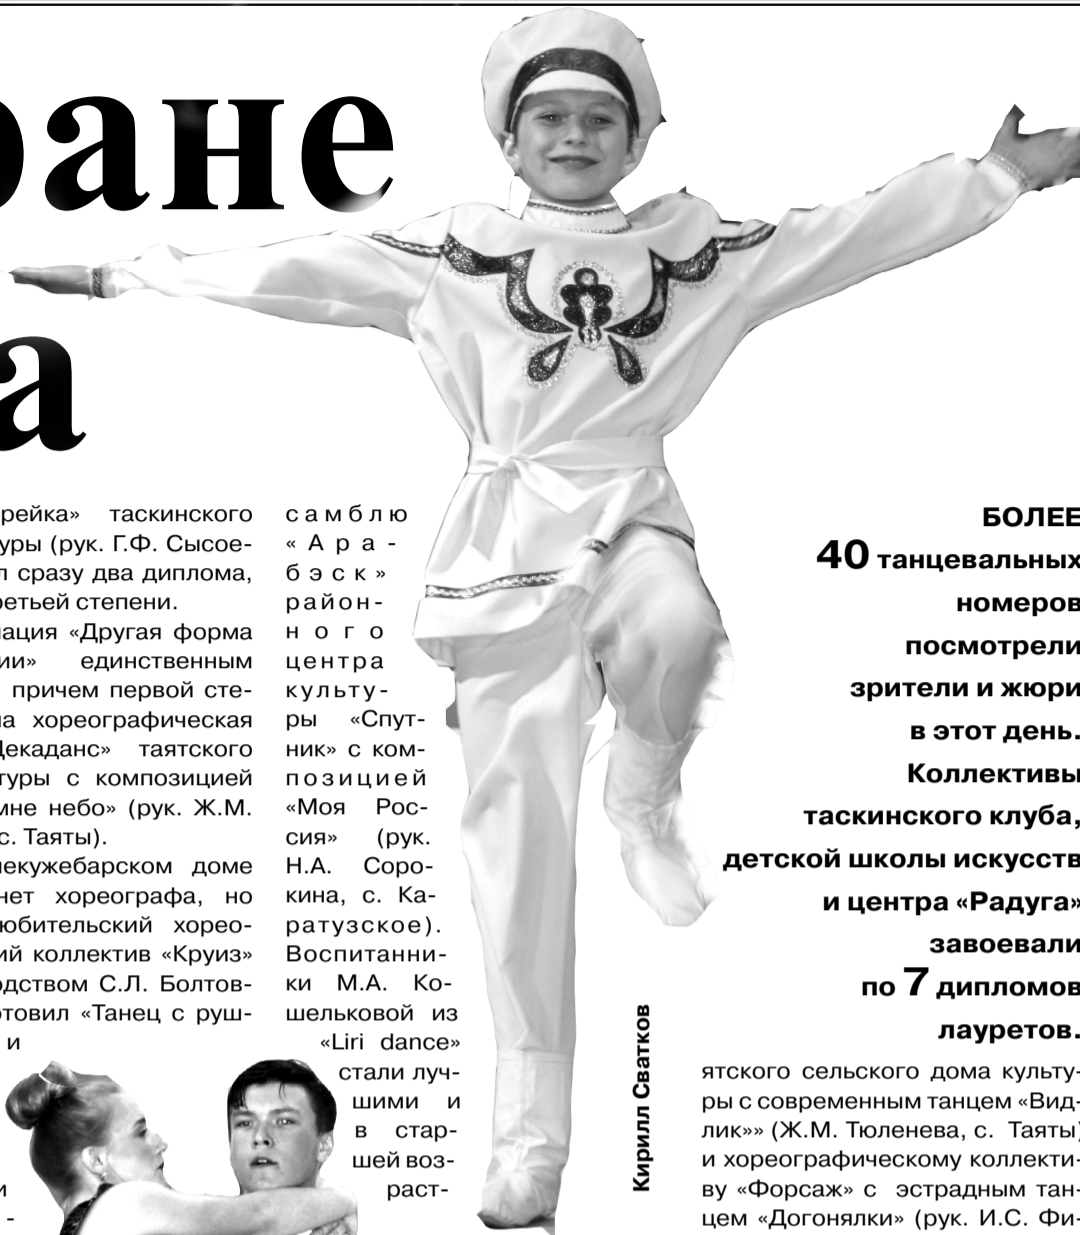 ране
а
рейка» таскинского
уры (рук. Г.Ф. Сысое-
л сразу два диплома,
ретьей степени.
ация «Другая форма
ии» единственным
причем первой сте-
а хореографическая
Декаданс» таятского
туры с композицией
мне небо» (рук. Ж.М.
с. Таяты).
екужебарском доме
нет хореографа, но
юбительский хорео-
ий коллектив «Круиз»
одством С.Л. Болтов-
отовил «Танец с руш-
и
и
-
самблю
«Ара-
бэск»
район-
ного
центра
культу-
ры «Спут-
ник» с ком-
позицией
«Моя Рос-
сия» (рук.
Н.А. Соро-
кина, с. Ка-
ратузское).
Воспитанни-
ки М.А. Ко-
шельковой из
«Liri dance»
стали луч-
шими и
в стар-
шей воз-
раст-
Кирилл Сватков
БОЛЕЕ
40 танцевальных
номеров
посмотрели
зрители и жюри
в этот день.
Коллективы
таскинского клуба,
детской школы искусств
и центра «Радуга»
завоевали
по 7 дипломов
лауретов.
ятского сельского дома культу-
ры с современным танцем «Вид-
лик»» (Ж.М. Тюленева, с. Таяты)
и хореографическому коллекти-
ву «Форсаж» с эстрадным тан-
цем «Догонялки» (рук. И.С. Фи-